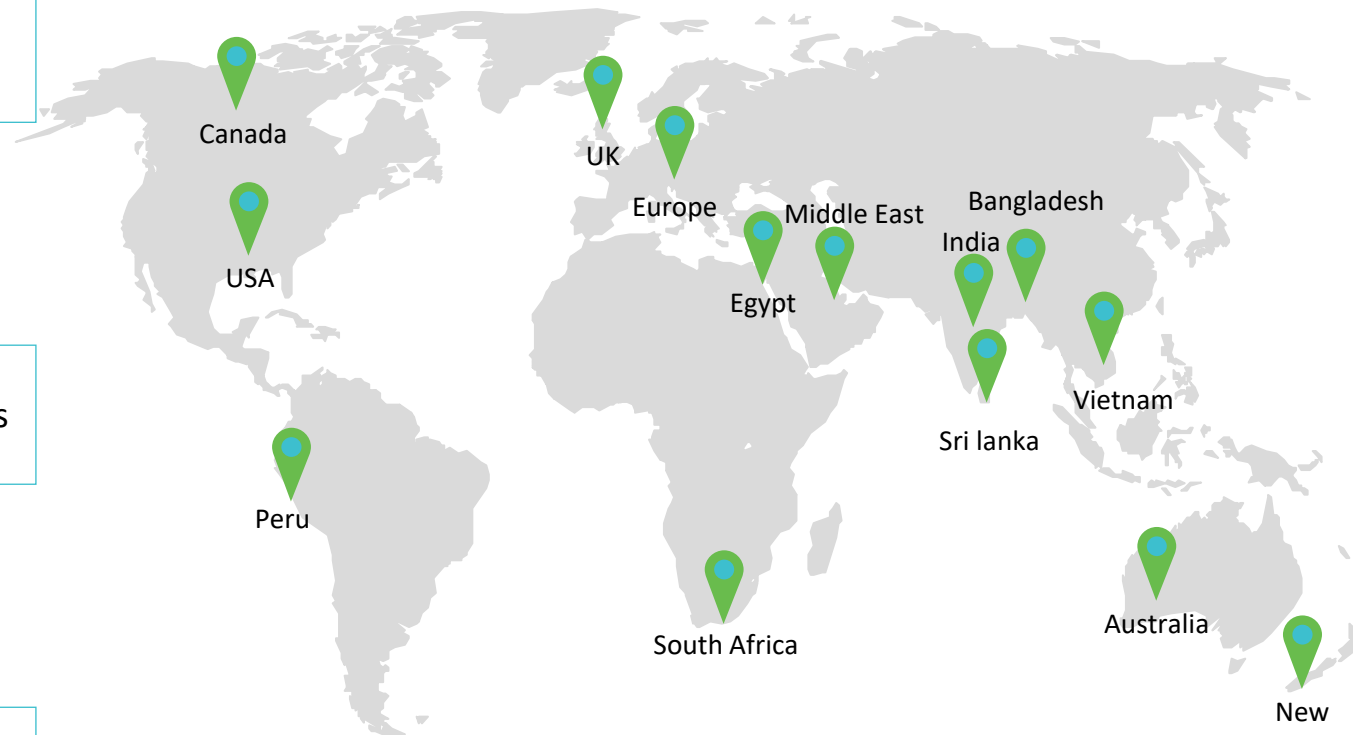 Canada
UK
Europe
Middle East
Bangladesh
India
USA
Egypt
Vietnam
s
Sri lanka
Peru
Australia
South Africa
New